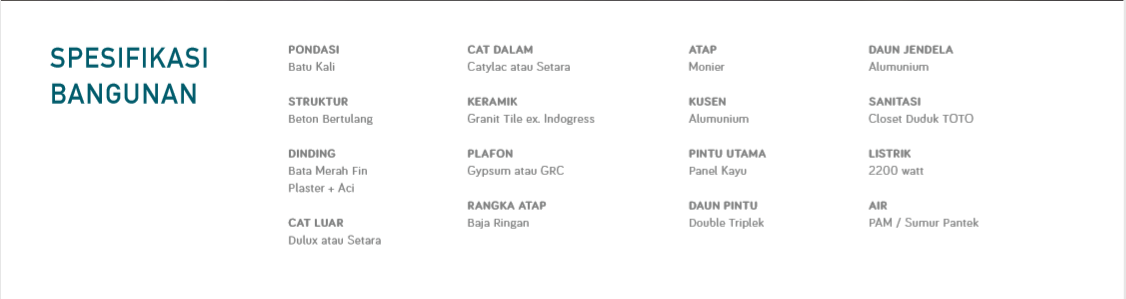 SPESIFIKASI
BANGUNAN
PONDASI
Batu Kali
STRUKTUR
Beton Bertulang
DINDING
Bata Merah Fin
Plaster + Aci
CAT LUAR
Dulux atau Setara
CAT DALAM
Catylac atau Setara
KERAMIK
Granit Tile ex. Indogress
PLAFON
Gypsum atau GRC
RANGKA ATAP
Baja Ringan
ATAP
Monier
KUSEN
Alumunium
PINTU UTAMA
Panel Kayu
DAUN PINTU
Double Triplek
DAUN JENDELA
Alumunium
SANITASI
Closet Duduk TOTO
LISTRIK
2200 watt
AIR
PAM / Sumur Pantek